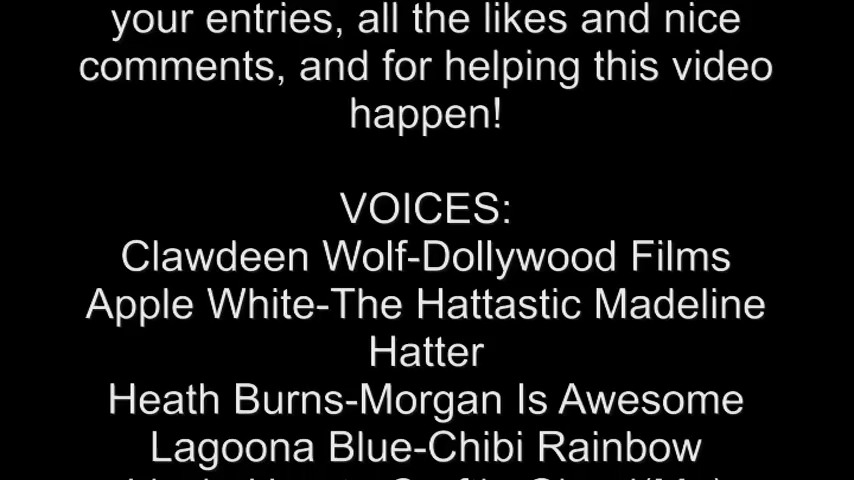 your entries, all the likes and nice
comments, and for helping this video
happen!
VOICES:
Clawdeen Wolf-Dollywood Films
Apple White-The Hattastic Madeline
Hatter
Heath Burns-Morgan Is Awesome
Lagoona Blue-Chibi Rainbow